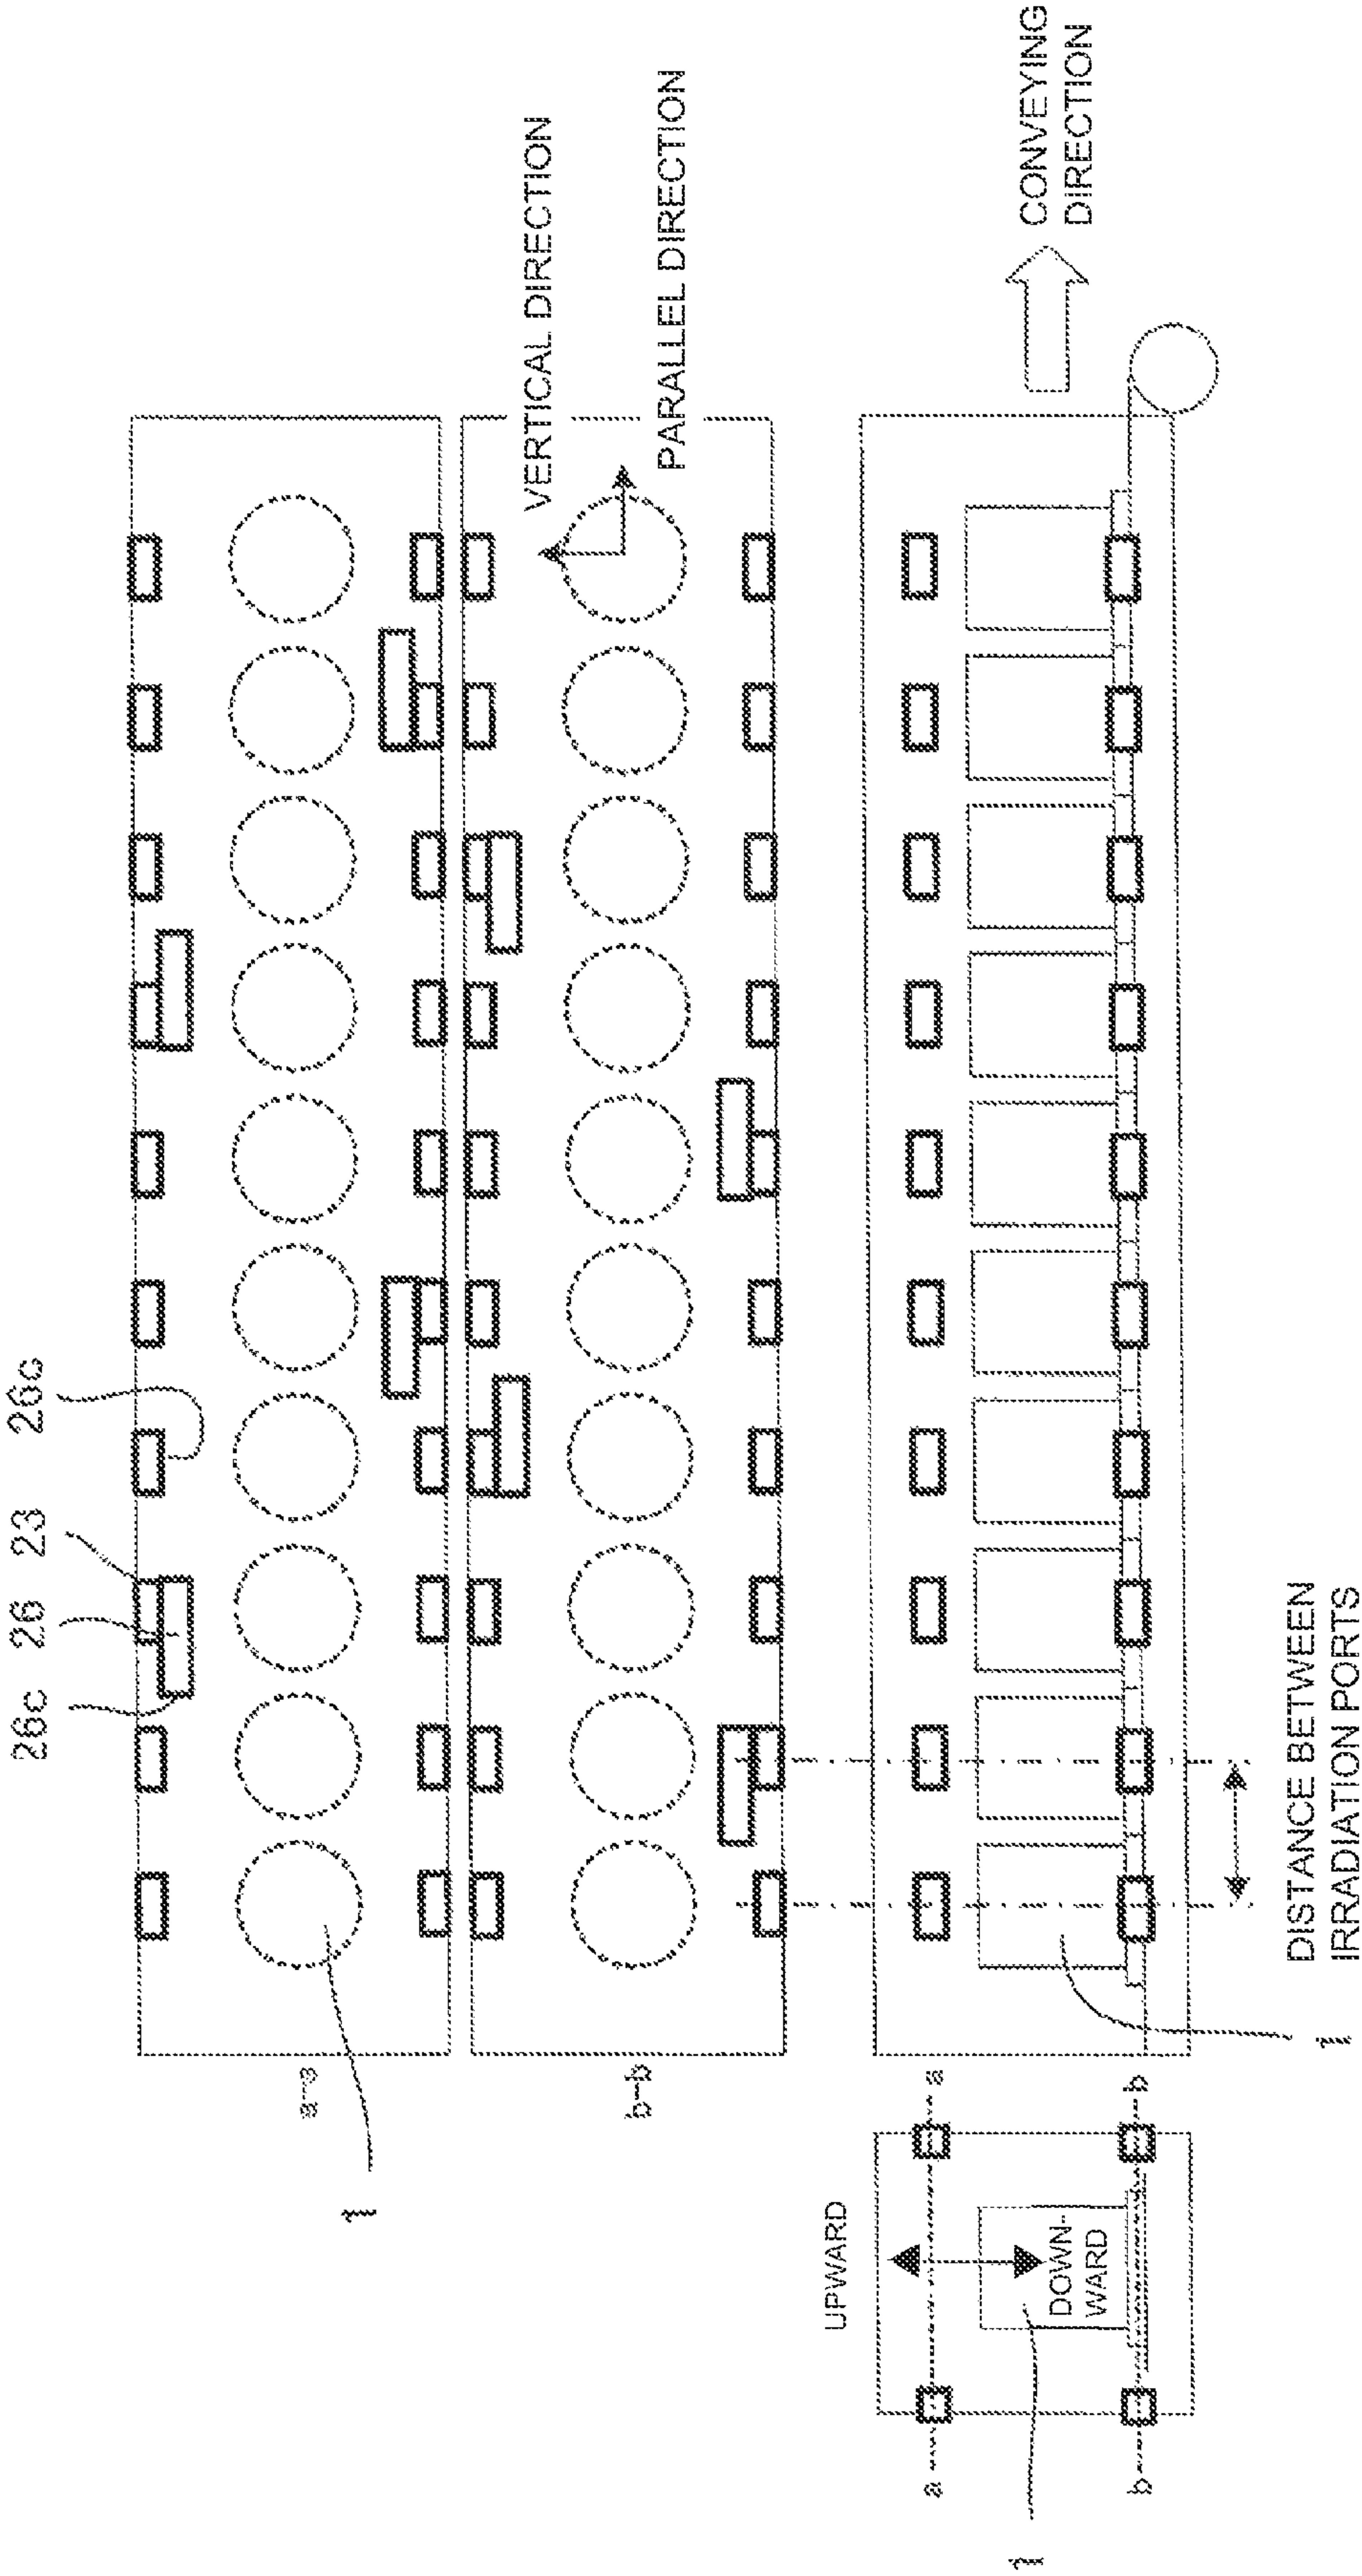 26c
26
23
26c
1
a-a
VERTICAL DIRECTION
PARALLEL DIRECTION
b-b
UPWARD
DOWN-
WARD
a
a
b
b
1
1
CONVEYING
DIRECTION
DISTANCE BETWEEN
IRRADIATION PORTS